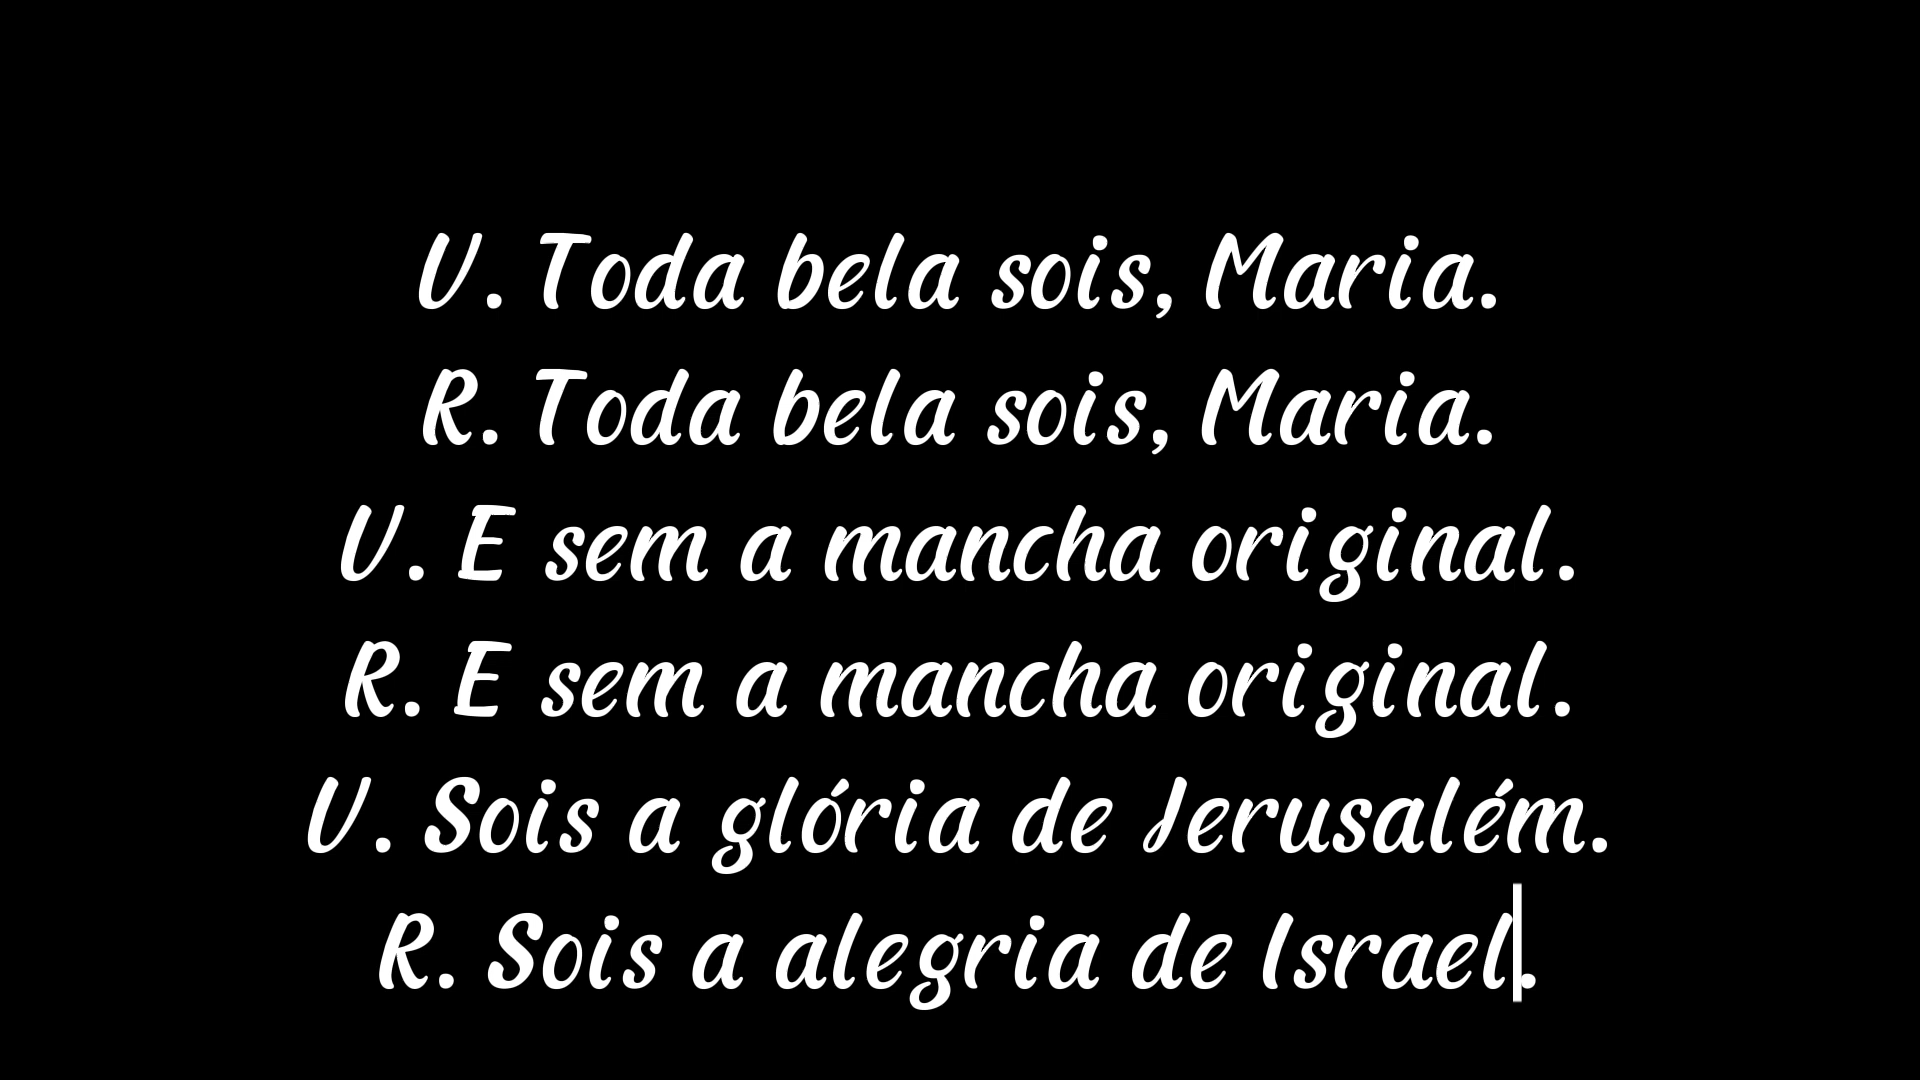 V. Toda bela sois, Maria.
R. Toda bela sois, Maria.
V. E sem a mancha original.
R. E sem a mancha original.
V. Sois a glória de Jerusalém.
R. Sois a alegria de Israel.